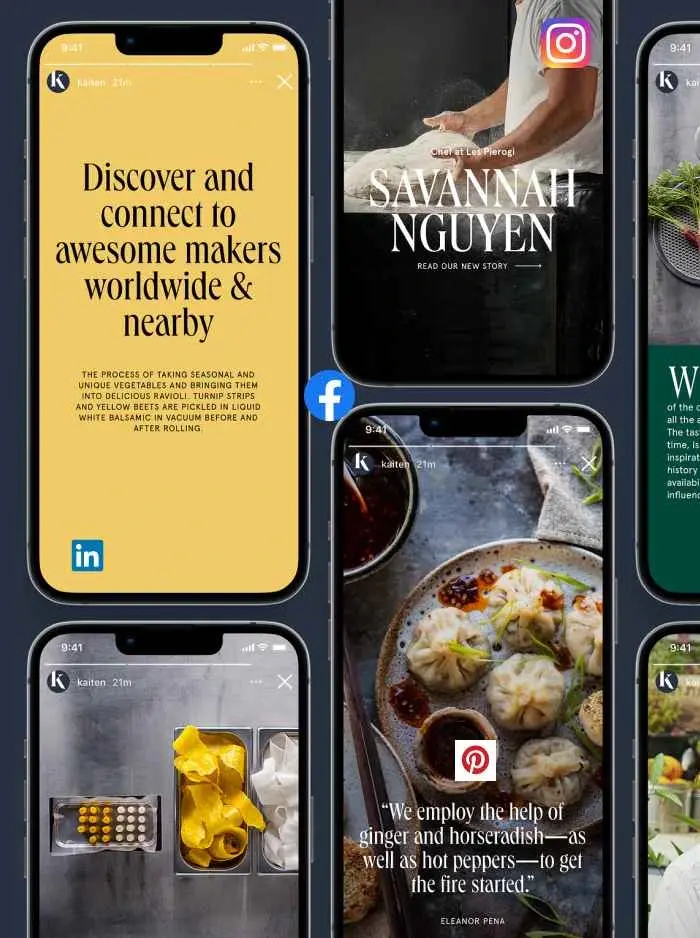 9:41
k
kaiten 21m
Discover and
connect to
awesome makers
worldwide &
nearby
THE PROCESS OF TAKING SEASONAL AND
UNIQUE VEGETABLES AND BRINGING THEM
INTO DELICIOUS RAVIOLI. TURNIP STRIPS
AND YELLOW BEETS ARE PICKLED IN LIQUID
WHITE BALSAMIC IN VACUUM BEFORE AND
AFTER ROLLING.
in
9:41
k
kaiten 21m
Chef at Les Pierogi
SAVANNAH
NGUYEN
READ OUR NEW STORY
f
9:41
k
kaiten 21m
“We employ the help of
ginger and horseradish—as
well as hot peppers—to get
the fire started.”
ELEANOR PENA
9:41
k
kai
W
of the
all the a
The tas
time, is
inspirat
history
availabi
influenc
9:41
k